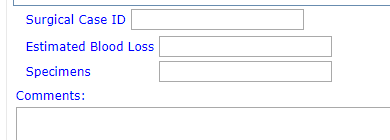 Surgical Case ID
Estimated Blood Loss
Specimens
Comments: